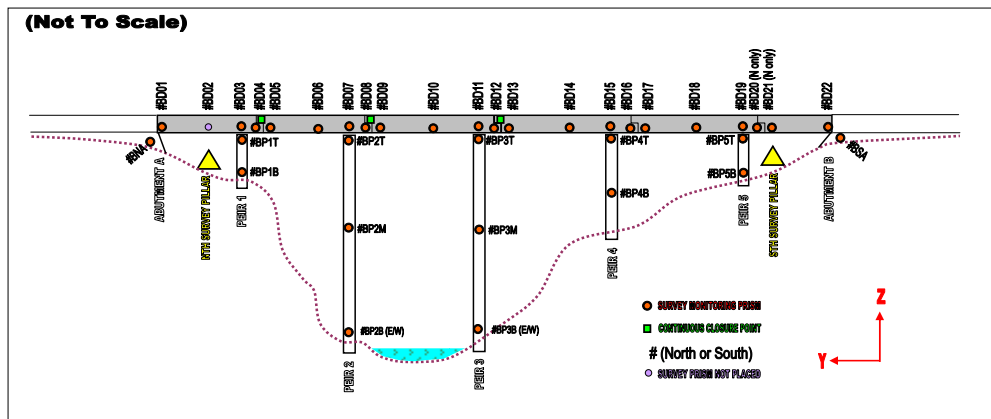 (Not To Scale)
#BD01
#BD02
#BD03
#BD04
#BD05
#BD06
#BD07
#BD08
#BD09
#BD10
#BD11
#BD12
#BD13
#BD14
#BD15
#BD16
#BD17
#BD18
#BD19
#BD20 (N only)
#BD21 (N only)
#BD22
#BNA
#BP1T
#BP2T
#BP3T
#BP4T
#BP5T
#BSA
#BP1B
#BP5B
#BP4B
#BP2M
#BP3M
#BP2B (E/W)
#BP3B (E/W)
ABUTMENT A
NTH SURVEY PILLAR
PEIR 1
PEIR 2
PEIR 3
PEIR 4
PEIR 5
STH SURVEY PILLAR
ABUTMENT B
SURVEY MONITORING PRISM
CONTINUOUS CLOSURE POINT
# (North or South)
SURVEY PRISM NOT PLACED
Z
Y